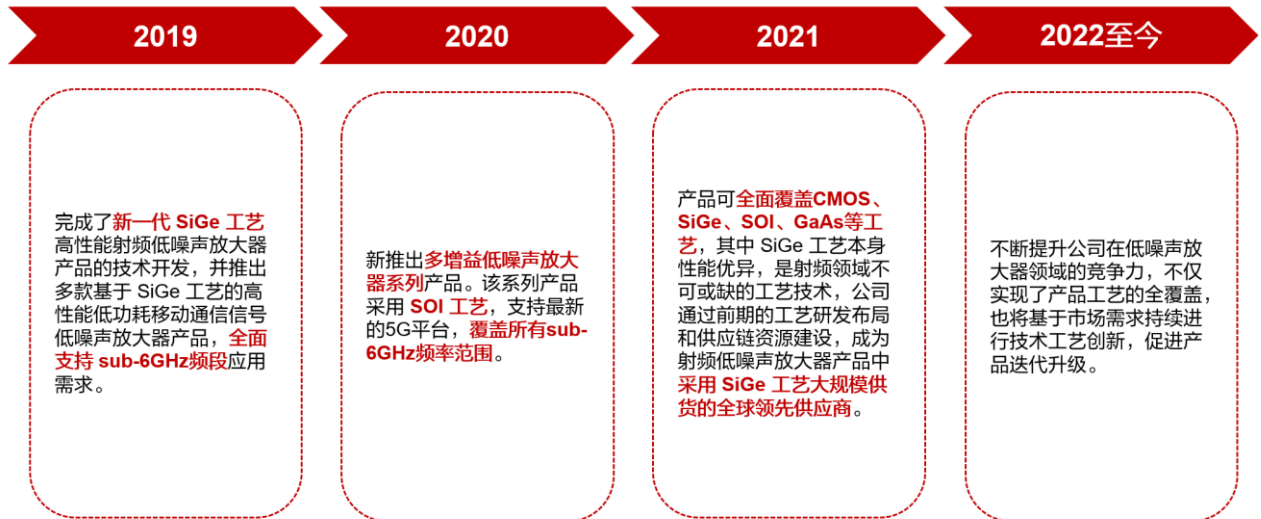 2019
2020
2021
2022至今
完成了新一代 SiGe 工艺
高性能射频低噪声放大器
产品的技术开发，并推出
多款基于 SiGe 工艺的高
性能低功耗移动通信信号
低噪声放大器产品，全面
支持 sub-6GHz频段应用
需求。
新推出多增益低噪声放大
器系列产品。该系列产品
采用 SOI 工艺，支持最新
的5G平台，覆盖所有sub-
6GHz频率范围。
产品可全面覆盖CMOS、
SiGe、SOI、GaAs等工
艺，其中 SiGe 工艺本身
性能优异，是射频领域不
可或缺的工艺技术，公司
通过前期的工艺研发布局
和供应链资源建设，成为
射频低噪声放大器产品中
采用 SiGe 工艺大规模供
货的全球领先供应商。
不断提升公司在低噪声放
大器领域的竞争力，不仅
实现了产品工艺的全覆盖，
也将基于市场需求持续进
行技术工艺创新，促进产
品迭代升级。